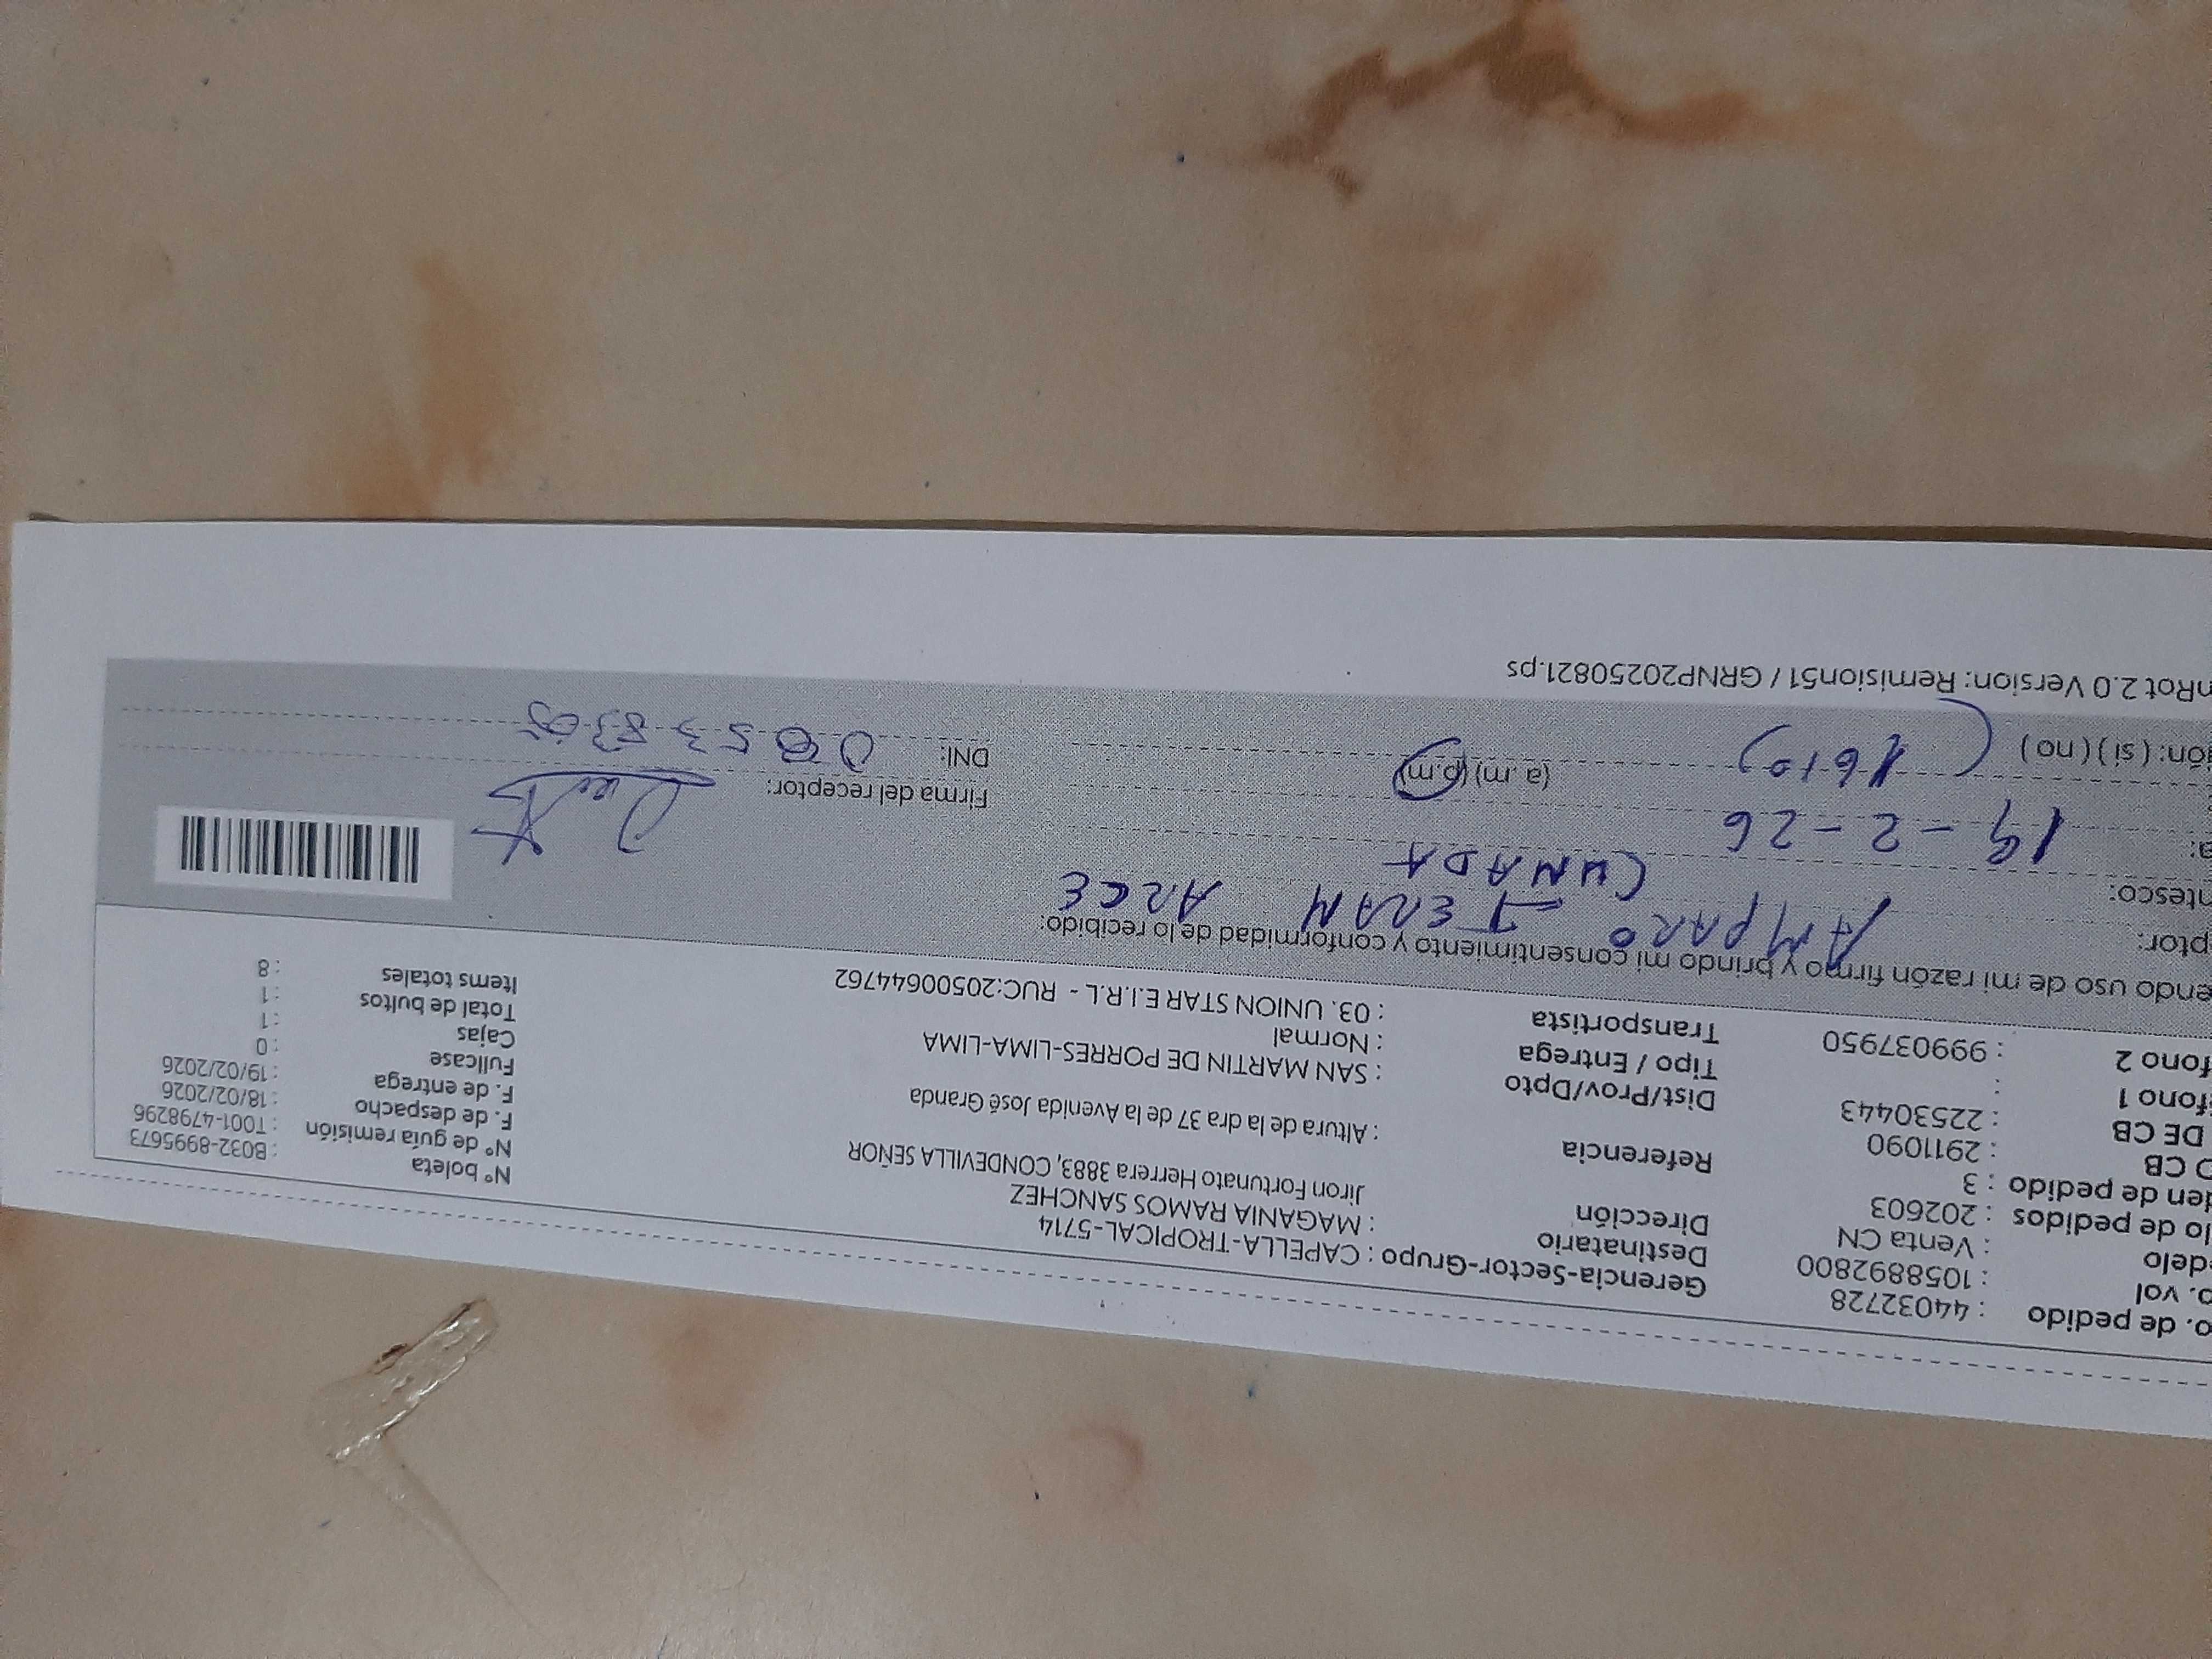 o. de pedido : 44032728
o. vol : 1058892800
delo : Venta CN
lo de pedidos : 202603
den de pedido : 3
O CB : 2911090
DE CB : 22530443
fono 1 :
fono 2 : 999037950
Gerencia-Sector-Grupo : CAPELLA-TROPICAL-5714
Destinatario : MAGANIA RAMOS SANCHEZ
Dirección Jiron Fortunato Herrera 3883, CONDEVILLA SEÑOR
Referencia : Altura de la dra 37 de la Avenida José Granda
Dist/Prov/Dpto : SAN MARTIN DE PORRES-LIMA-LIMA
Tipo / Entrega : Normal
Transportista : 03. UNION STAR E.I.R.L - RUC:20500644762
N° boleta : B032-8995673
N° de guía remisión : T001-4798296
F. de despacho : 18/02/2026
F. de entrega : 19/02/2026
Fullcase : 0
Cajas : 1
Total de bultos : 1
Items totales : 8
endo uso de mi razón firmo y brindo mi consentimiento y conformidad de lo recibido:
ptor: AMPARO TERAN ARCE
ntesco: CUÑADA
a: 19-2-26
(a.m) (p.m)
Firma del receptor:
ión: ( si ) ( no )
DNI:
nRot 2.0 Version: Remision51 / GRNP20250821.ps